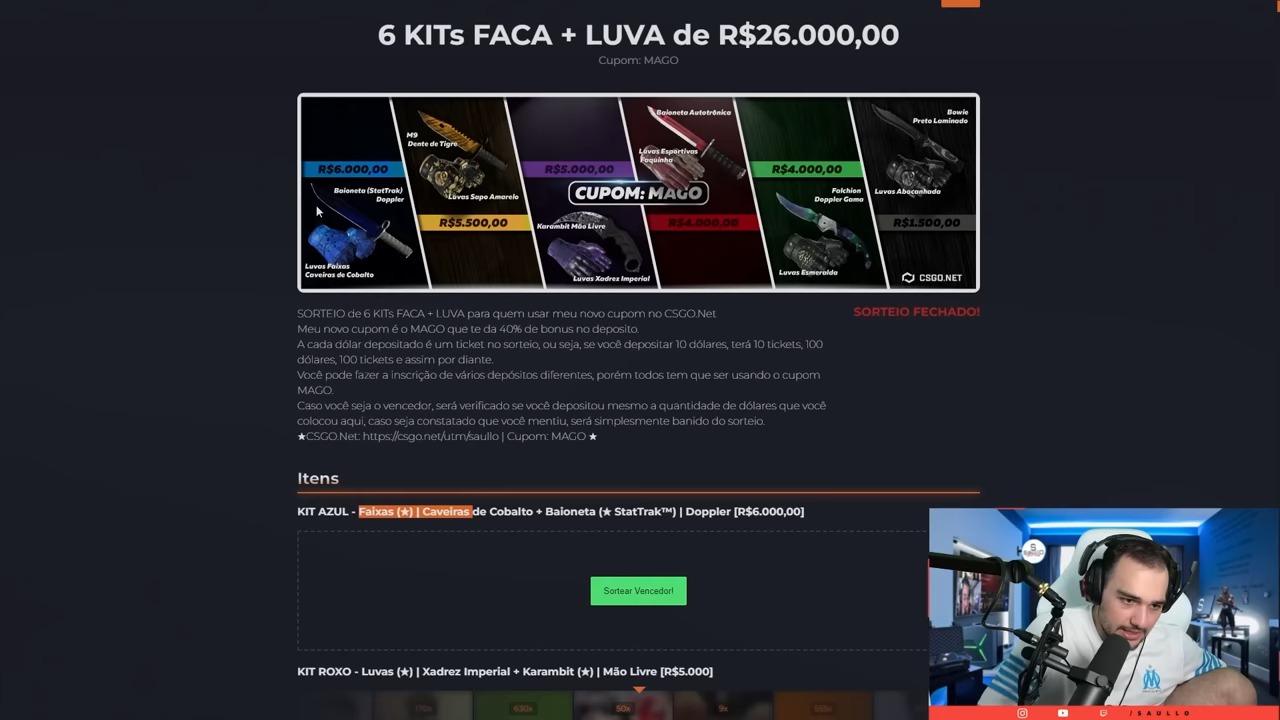 6 KITs FACA + LUVA de R$26.000,00
Cupom: MAGO
R$6.000,00
Baioneta (StatTrak)
Doppler
Luvas Faixas
Caveiras de Cobalto
M9
Dente de Tigre
Luvas Sapo Amarelo
R$5.500,00
R$5.000,00
Karambit Mão Livre
Luvas Xadrez Imperial
Baioneta Autotrônica
Luvas Esportivas
CUPOM: MAGO
R$4.000,00
R$4.000,00
Falchion
Doppler Gama
Luvas Esmeralda
Bowie
Preto Laminado
Luvas Abocanhada
R$1.500,00
CSGO.NET
SORTEIO de 6 KITs FACA + LUVA para quem usar meu novo cupom no CSGO.Net
Meu novo cupom é o MAGO que te da 40% de bonus no deposito.
A cada dólar depositado é um ticket no sorteio, ou seja, se você depositar 10 dólares, terá 10 tickets, 100
dólares, 100 tickets e assim por diante.
Você pode fazer a inscrição de vários depósitos diferentes, porém todos tem que ser usando o cupom
MAGO.
Caso você seja o vencedor, será verificado se você depositou mesmo a quantidade de dólares que você
colocou aqui, caso seja constatado que você mentiu, será simplesmente banido do sorteio.
★CSGO.Net: https://csgo.net/utm/saullo | Cupom: MAGO ★
SORTEIO FECHADO!
Itens
KIT AZUL - Faixas (★) | Caveiras de Cobalto + Baioneta (★ StatTrak™) | Doppler [R$6.000,00]
Sortear Vencedor!
KIT ROXO - Luvas (★) | Xadrez Imperial + Karambit (★) | Mão Livre [R$5.000]
630x
50x
9x
555x
/SAULLO